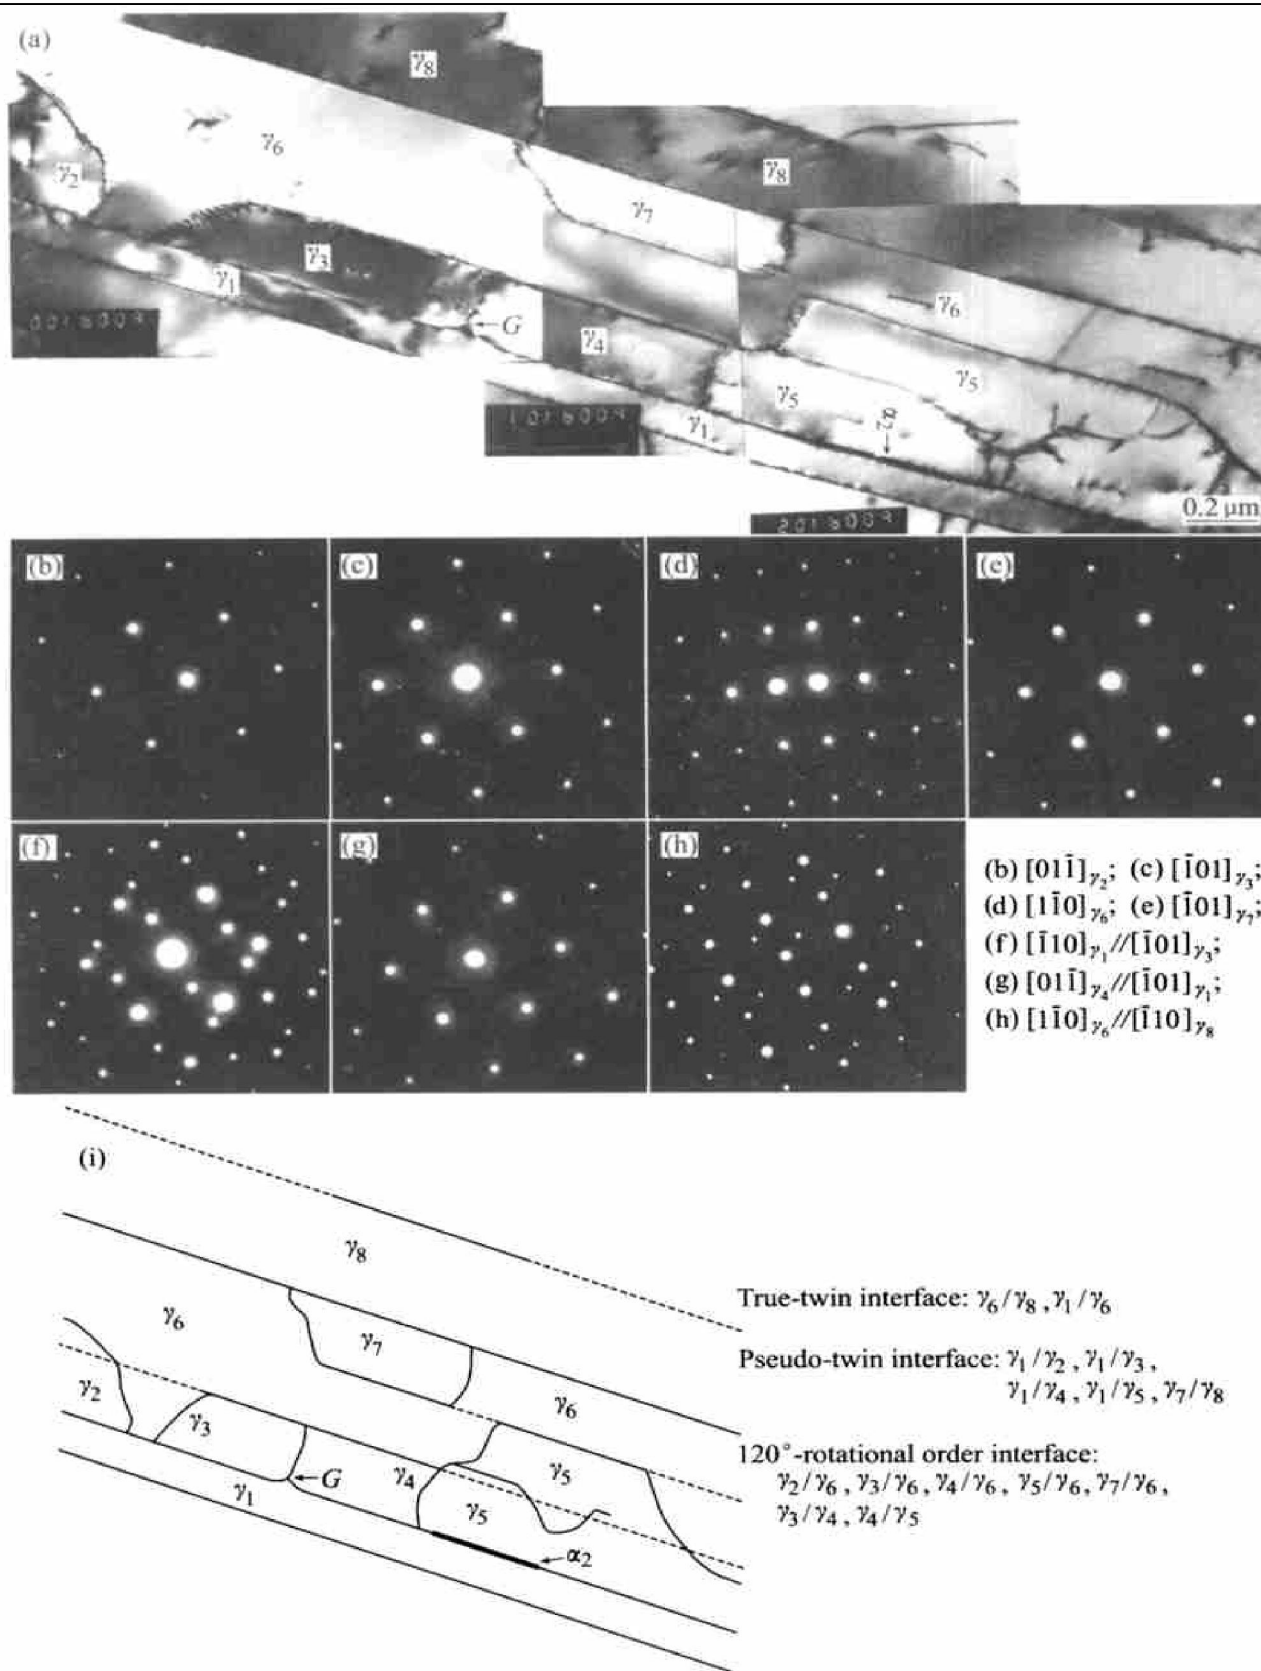 (a)
γ8
γ6
γ2
γ8
γ7
γ3
γ1
γ6
G
γ4
γ5
γ5
γ1
α2
0.2 μm
(b)
(c)
(d)
(e)
(f)
(g)
(h)
(b) [011̄]γ2; (c) [1̄01]γ3;
(d) [11̄0]γ6; (e) [1̄01]γ7;
(f) [1̄10]γ1//[1̄01]γ3;
(g) [011̄]γ4//[1̄01]γ1;
(h) [11̄0]γ6//[1̄10]γ8
(i)
γ8
γ6
γ7
γ2
γ3
γ6
γ4
γ5
G
γ1
γ5
α2
True-twin interface: γ6/γ8, γ1/γ6
Pseudo-twin interface: γ1/γ2, γ1/γ3,
γ1/γ4, γ1/γ5, γ7/γ8
120°-rotational order interface:
γ2/γ6, γ3/γ6, γ4/γ6, γ5/γ6, γ7/γ6,
γ3/γ4, γ4/γ5